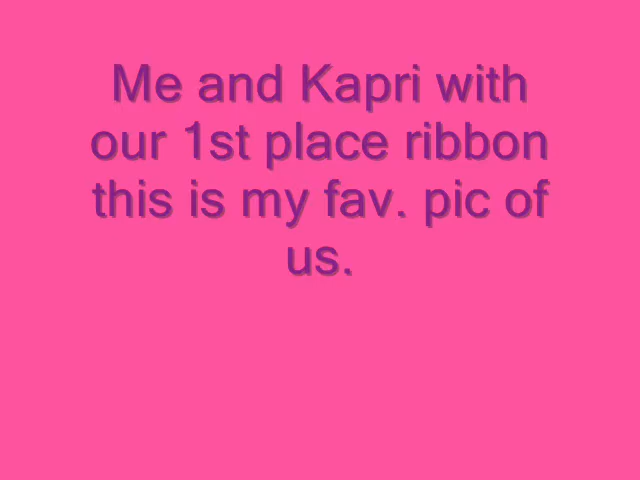 Me and Kapri with
our 1st place ribbon
this is my fav. pic of
us.